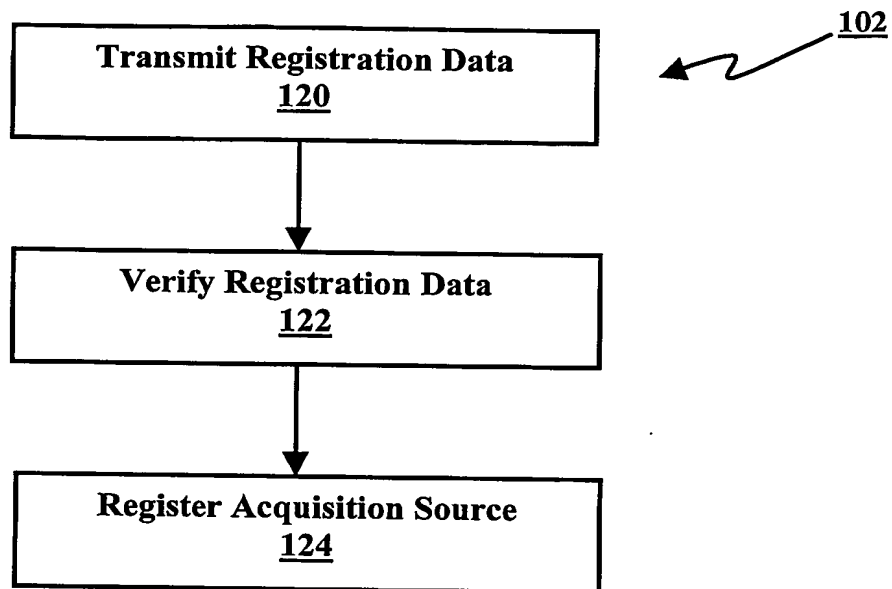 102
Transmit Registration Data
120
Verify Registration Data
122
Register Acquisition Source
124